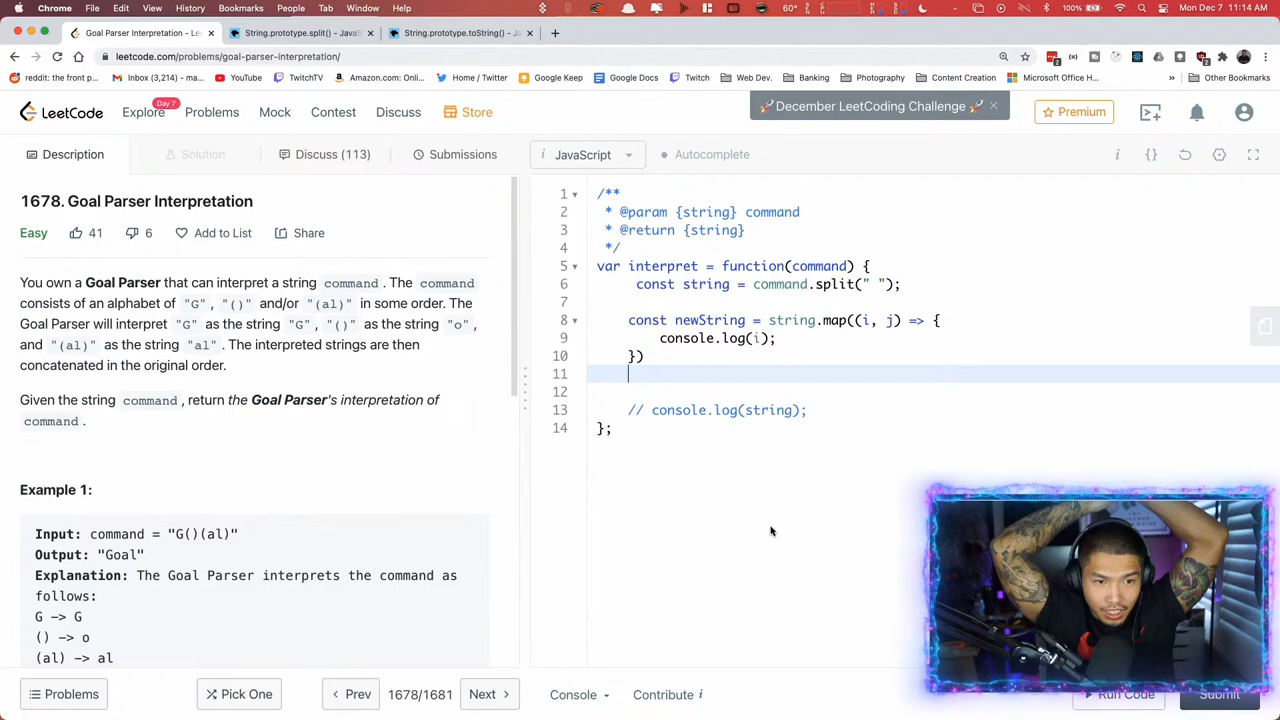 Chrome File Edit View History Bookmarks People Tab Window Help
100% Mon Dec 7 11:14 AM
Goal Parser Interpretation - Le
String.prototype.split() - JavaS
String.prototype.toString() - Ja
leetcode.com/problems/goal-parser-interpretation/
reddit: the front p… Inbox (3,214) - m… YouTube TwitchTV Amazon.com: Onli… Home / Twitter Google Keep Google Docs Twitch Web Dev. Banking Photography Content Creation Microsoft Office H… » Other Bookmarks
LeetCode Explore Day 7 Problems Mock Contest Discuss Store
December LeetCoding Challenge
Premium
Description Solution Discuss (113) Submissions
i JavaScript Autocomplete
1678. Goal Parser Interpretation
Easy 41 6 Add to List Share
You own a Goal Parser that can interpret a string command. The command
consists of an alphabet of "G", "()" and/or "(al)" in some order. The
Goal Parser will interpret "G" as the string "G", "()" as the string "o",
and "(al)" as the string "al". The interpreted strings are then
concatenated in the original order.
Given the string command, return the Goal Parser's interpretation of
command.
Example 1:
Input: command = "G()(al)"
Output: "Goal"
Explanation: The Goal Parser interprets the command as
follows:
G -> G
() -> o
(al) -> al
1 /**
2 * @param {string} command
3 * @return {string}
4 */
5 var interpret = function(command) {
6 const string = command.split(" ");
7
8 const newString = string.map((i, j) => {
9 console.log(i);
10 })
11
12
13 // console.log(string);
14 };
Problems Pick One Prev 1678/1681 Next
Console Contribute i Run Code Submit